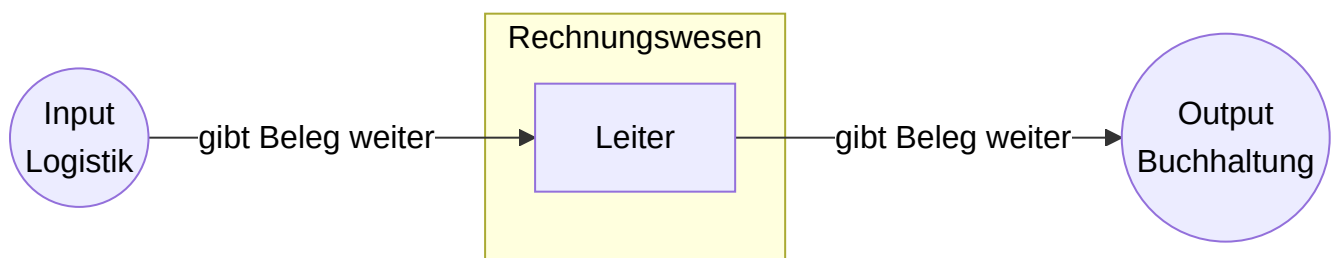 Rechnungswesen
Input
Logistik
gibt Beleg weiter
Leiter
gibt Beleg weiter
Output
Buchhaltung